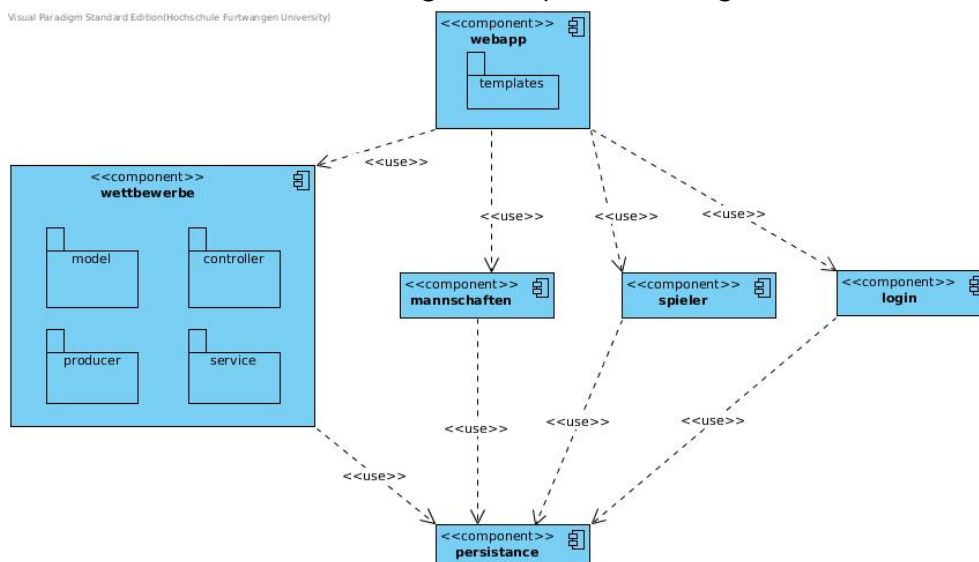 Visual Paradigm Standard Edition(Hochschule Furtwangen University)
<<component>>
webapp
templates
<<use>>
<<component>>
wettbewerbe
model
controller
producer
service
<<use>>
<<use>>
<<use>>
<<component>>
mannschaften
<<component>>
spieler
<<component>>
login
<<use>>
<<use>>
<<use>>
<<use>>
<<component>>
persistance